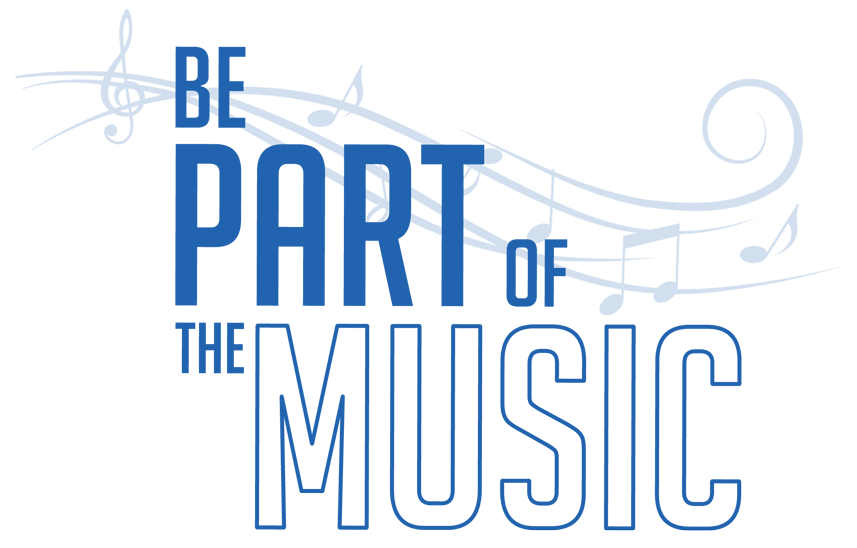 BE
PART OF
THE MUSIC